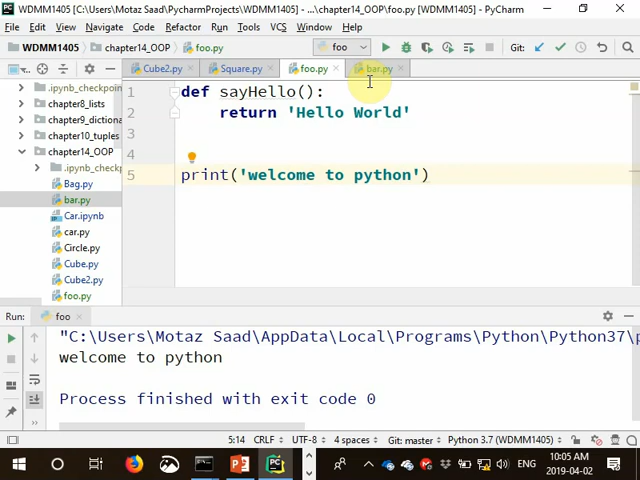 PC
WDMM1405 [C:\Users\Motaz Saad\PycharmProjects\WDMM1405] - ...\chapter14_OOP\foo.py - PyCharm
File Edit View Navigate Code Refactor Run Tools VCS Window Help
WDMM1405 chapter14_OOP foo.py foo Git:
Cube2.py Square.py foo.py bar.py
.ipynb_checkp
chapter8_lists
chapter9_dictiona
chapter10_tuples
chapter14_OOP
.ipynb_checkp
Bag.py
bar.py
Car.ipynb
car.py
Circle.py
Cube.py
Cube2.py
foo.py
1 def sayHello():
2 return 'Hello World'
3
4
5 print('welcome to python')
Run: foo
"C:\Users\Motaz Saad\AppData\Local\Programs\Python\Python37\p
welcome to python
Process finished with exit code 0
5:14 CRLF UTF-8 4 spaces Git: master Python 3.7 (WDMM1405)
ENG
10:05 AM
2019-04-02